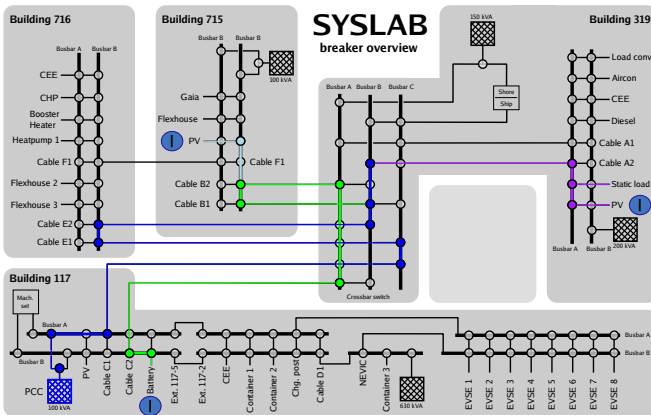 SYSLAB
breaker overview
Building 716
Busbar A
Busbar B
CEE
CHP
Booster
Heater
Heatpump 1
Cable F1
Flexhouse 2
Flexhouse 3
Cable E2
Cable E1
Building 715
Busbar B
Busbar B
100 kVA
Gaia
Flexhouse
I
PV
Cable F1
Cable B2
Cable B1
150 kVA
Shore
Ship
Busbar A
Busbar B
Busbar C
Crossbar switch
Building 319
Load conv
Aircon
CEE
Diesel
Cable A1
Cable A2
Static load
PV
I
200 kVA
Busbar A
Busbar B
Building 117
Mach.
set
Busbar A
Busbar B
PCC
100 kVA
PV
Cable C1
Cable C2
Battery
I
Ext. 117-5
Ext. 117-2
CEE
Container 1
Container 2
Chg. post
Cable D1
NEVIC
Container 3
630 kVA
EVSE 1
EVSE 2
EVSE 3
EVSE 4
EVSE 5
EVSE 6
EVSE 7
EVSE 8
Busbar A
Busbar B